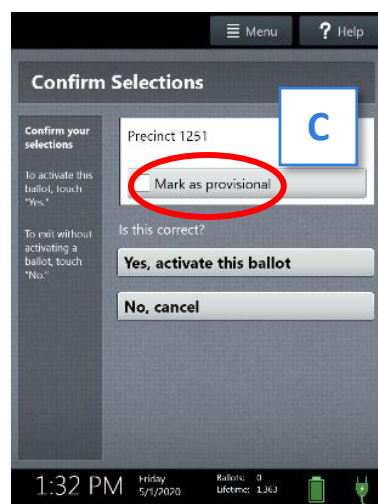 Menu
? Help
Confirm Selections
Confirm your
selections
To activate this
ballot, touch
"Yes."
To exit without
activating a
ballot, touch
"No."
Precinct 1251
C
Mark as provisional
Is this correct?
Yes, activate this ballot
No, cancel
1:32 PM
Friday
5/1/2020
Ballots: 0
Lifetime: 1,363